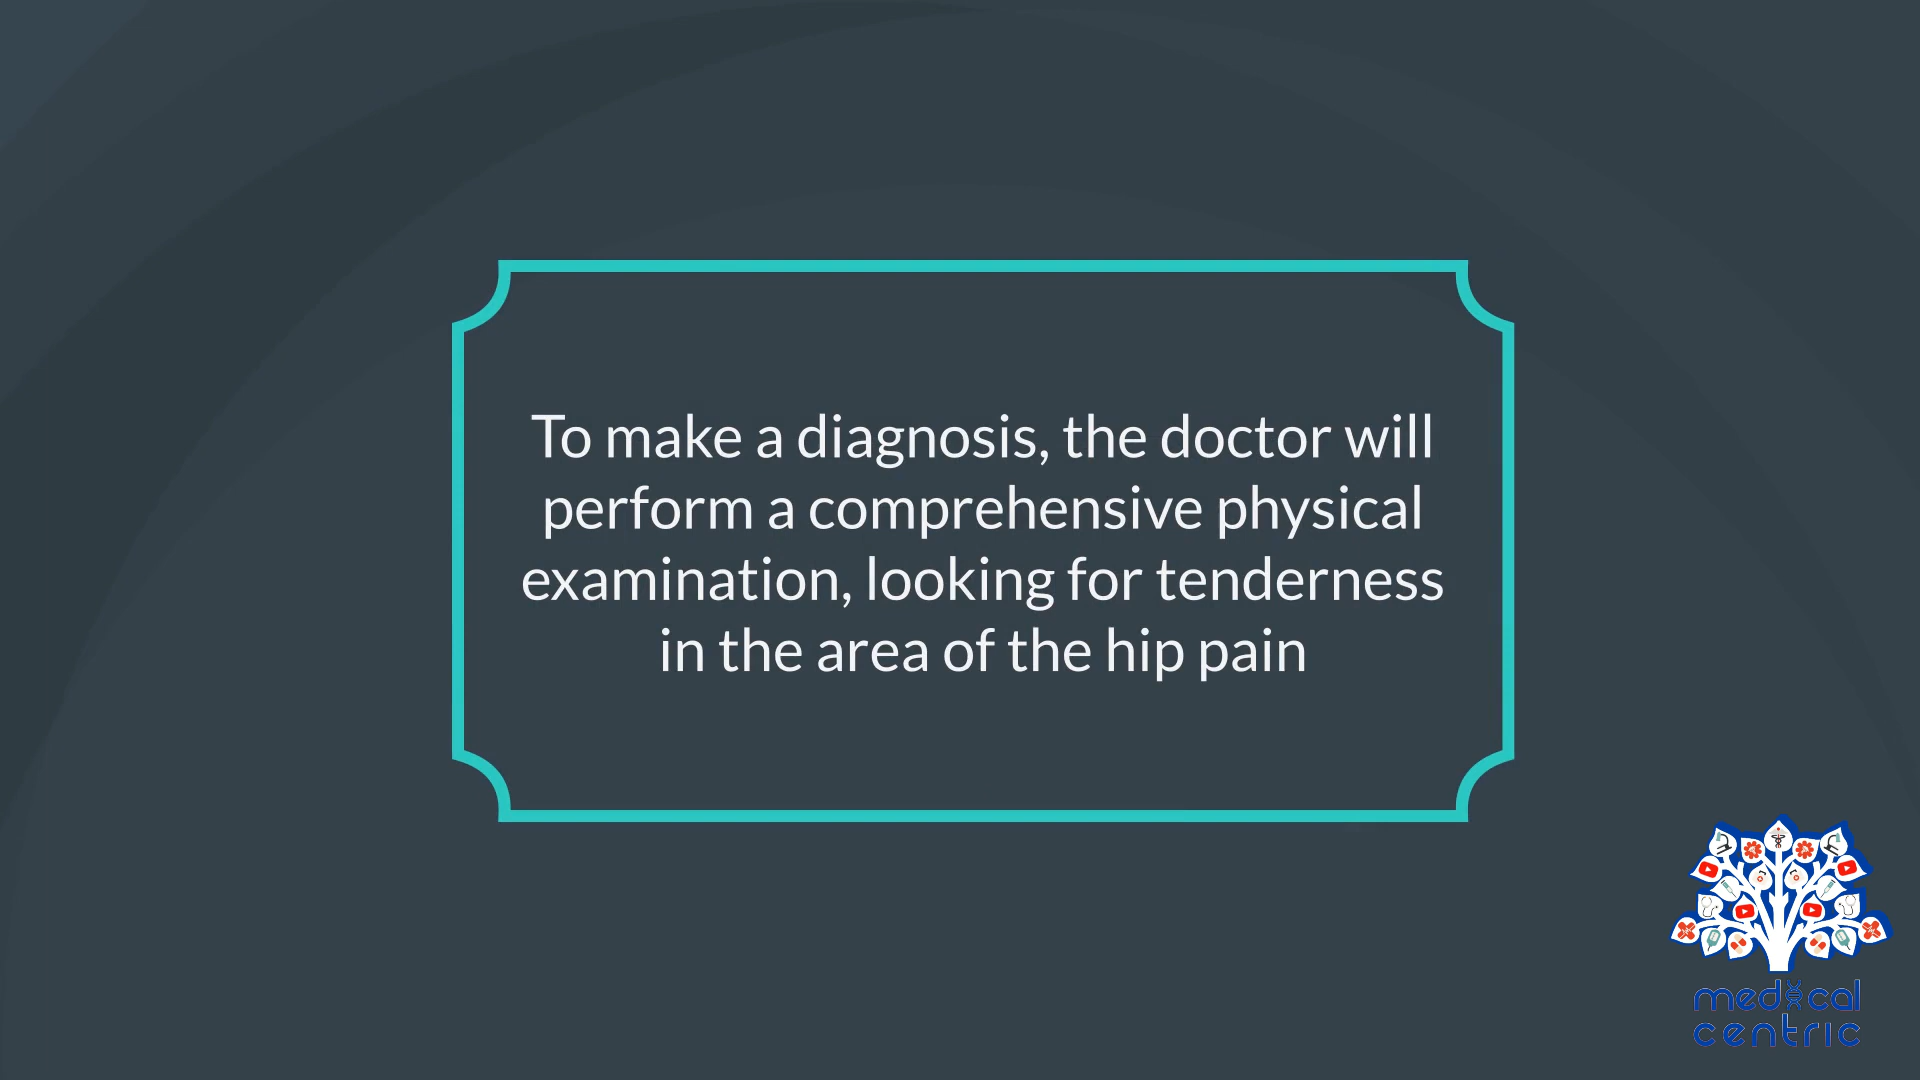 To make a diagnosis, the doctor will
perform a comprehensive physical
examination, looking for tenderness
in the area of the hip pain
medical
centric